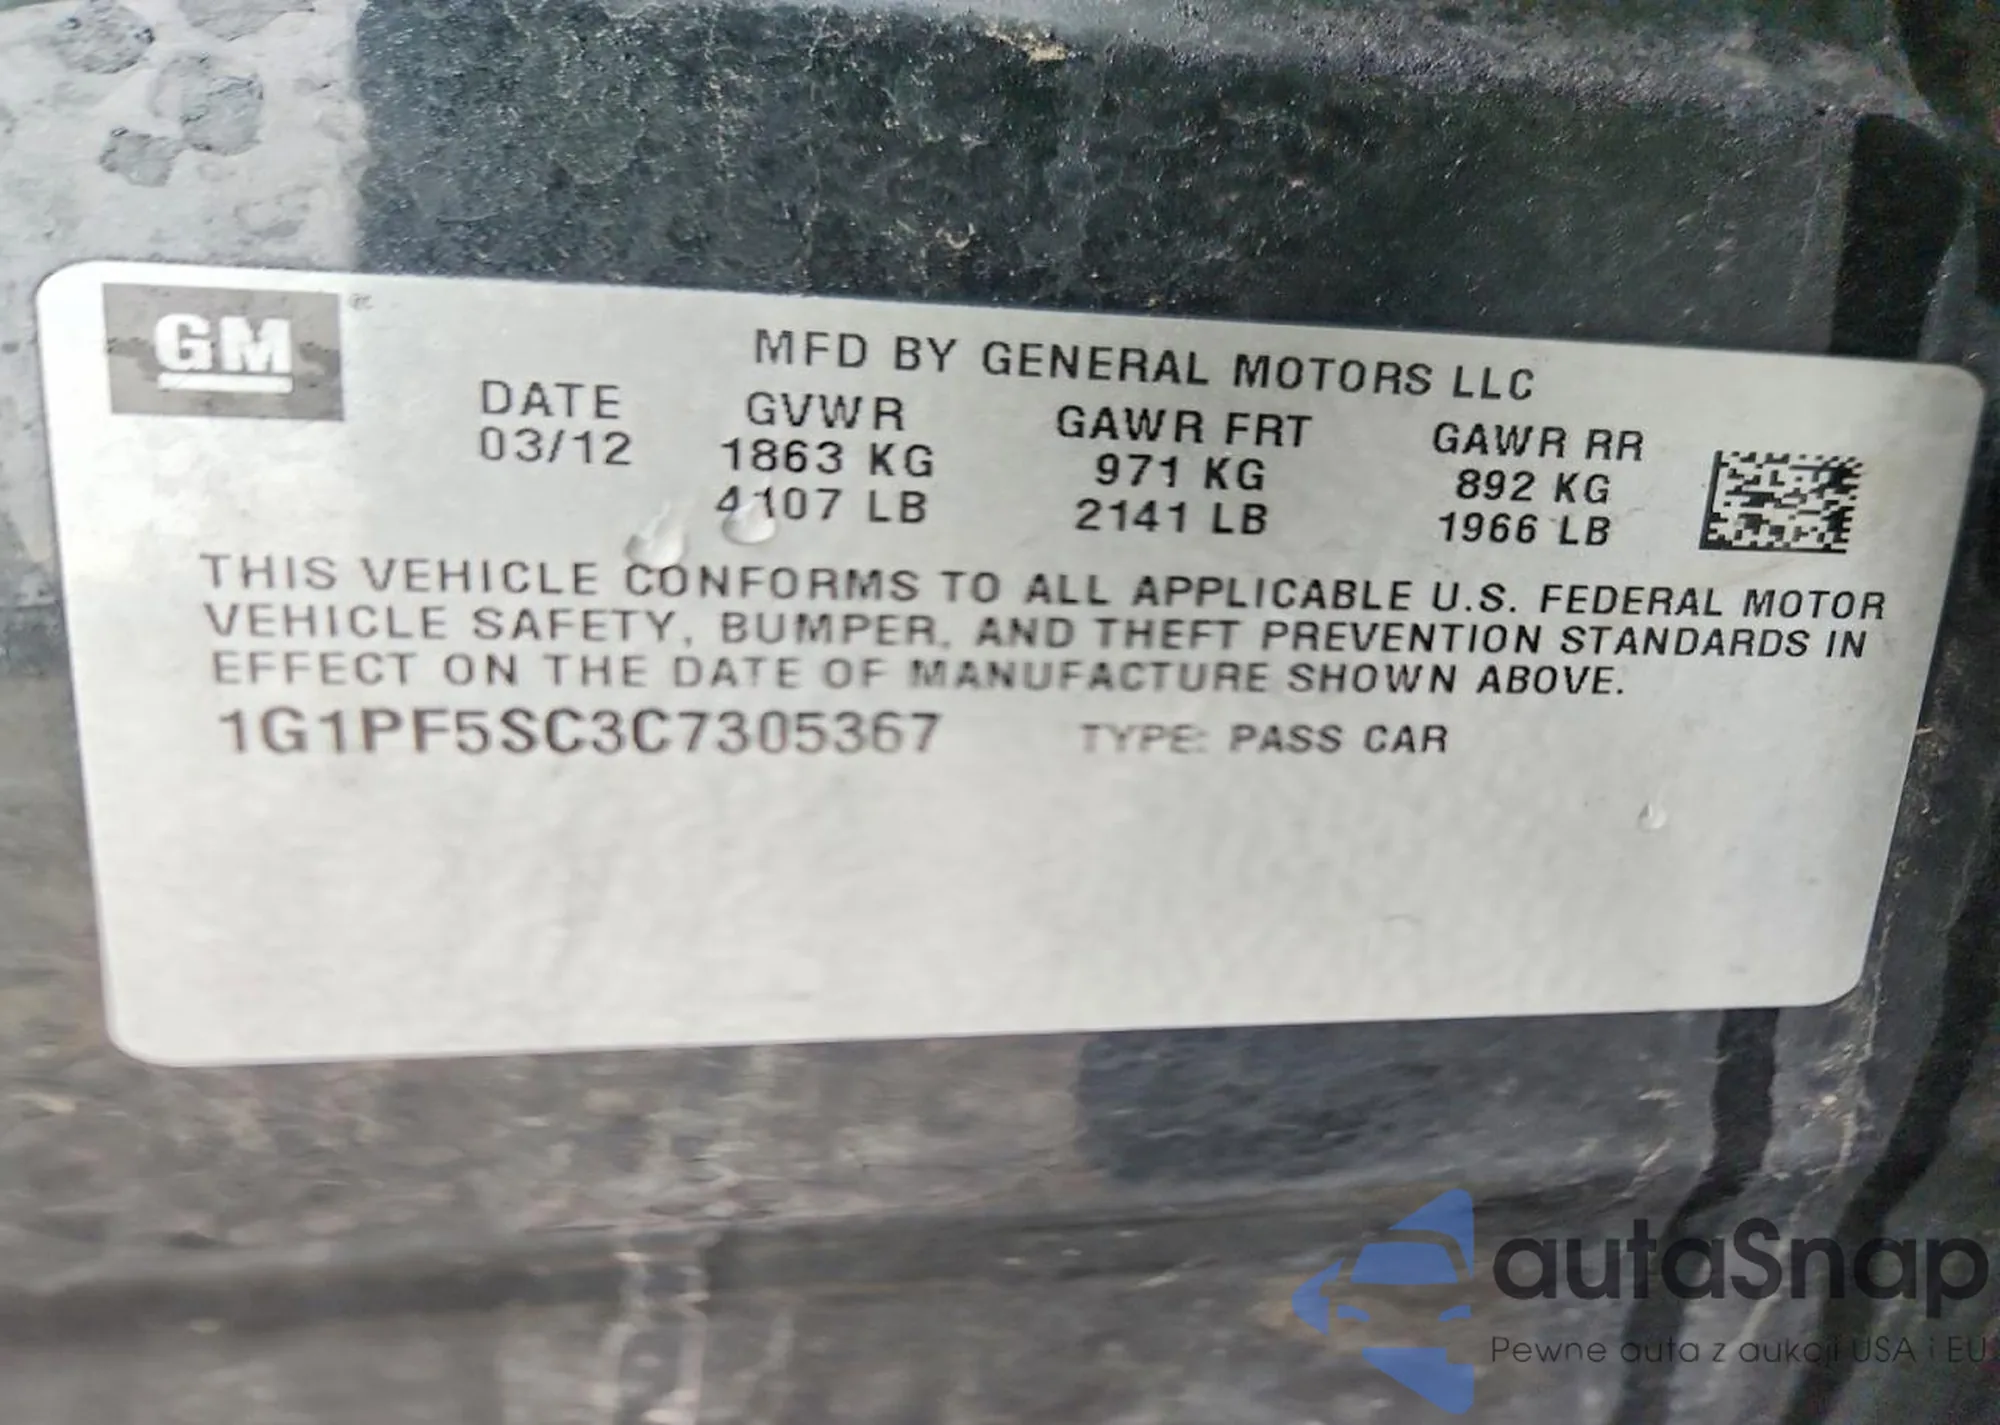 GM
MFD BY GENERAL MOTORS LLC
DATE GVWR GAWR FRT GAWR RR
03/12 1863 KG 971 KG 892 KG
4107 LB 2141 LB 1966 LB
THIS VEHICLE CONFORMS TO ALL APPLICABLE U.S. FEDERAL MOTOR
VEHICLE SAFETY, BUMPER, AND THEFT PREVENTION STANDARDS IN
EFFECT ON THE DATE OF MANUFACTURE SHOWN ABOVE.
1G1PF5SC3C7305367 TYPE: PASS CAR
autaSnap
Pewne auta z aukcji USA i EU